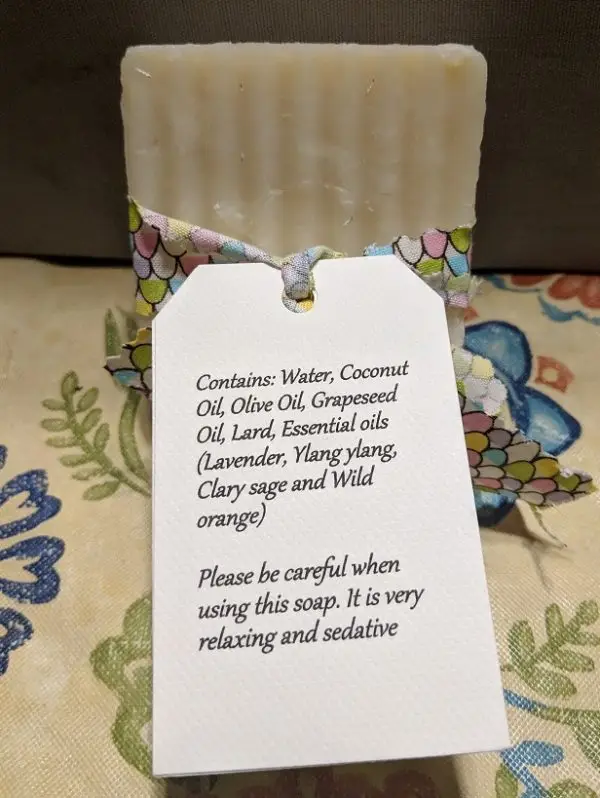 Contains: Water, Coconut
Oil, Olive Oil, Grapeseed
Oil, Lard, Essential oils
(Lavender, Ylang ylang,
Clary sage and Wild
orange)
Please be careful when
using this soap. It is very
relaxing and sedative